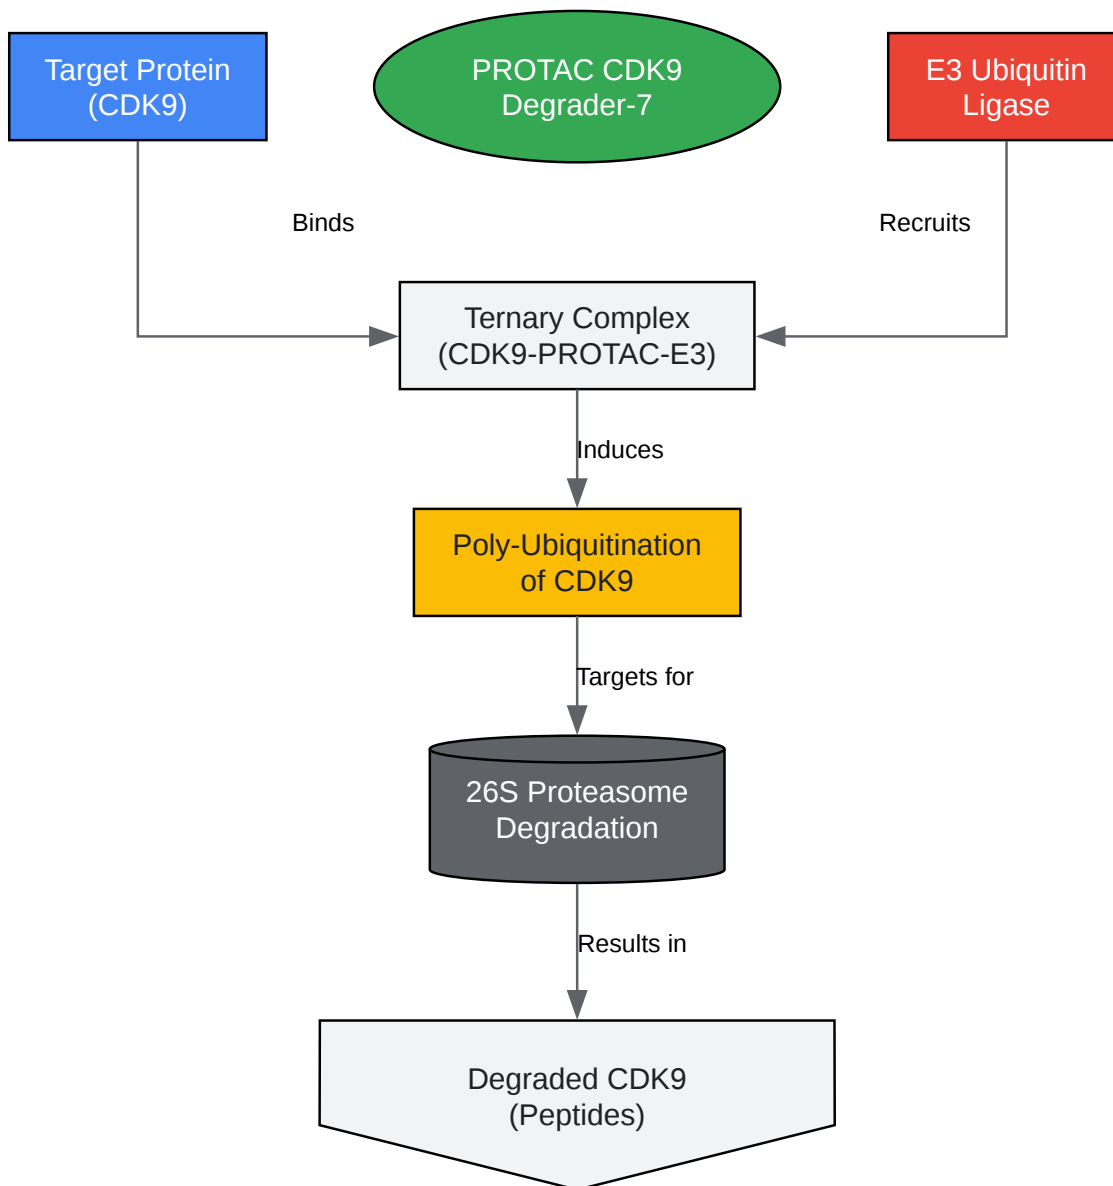 Target Protein
(CDK9)
PROTAC CDK9
Degrader-7
E3 Ubiquitin
Ligase
Binds
Recruits
Ternary Complex
(CDK9-PROTAC-E3)
Induces
Poly-Ubiquitination
of CDK9
Targets for
26S Proteasome
Degradation
Results in
Degraded CDK9
(Peptides)